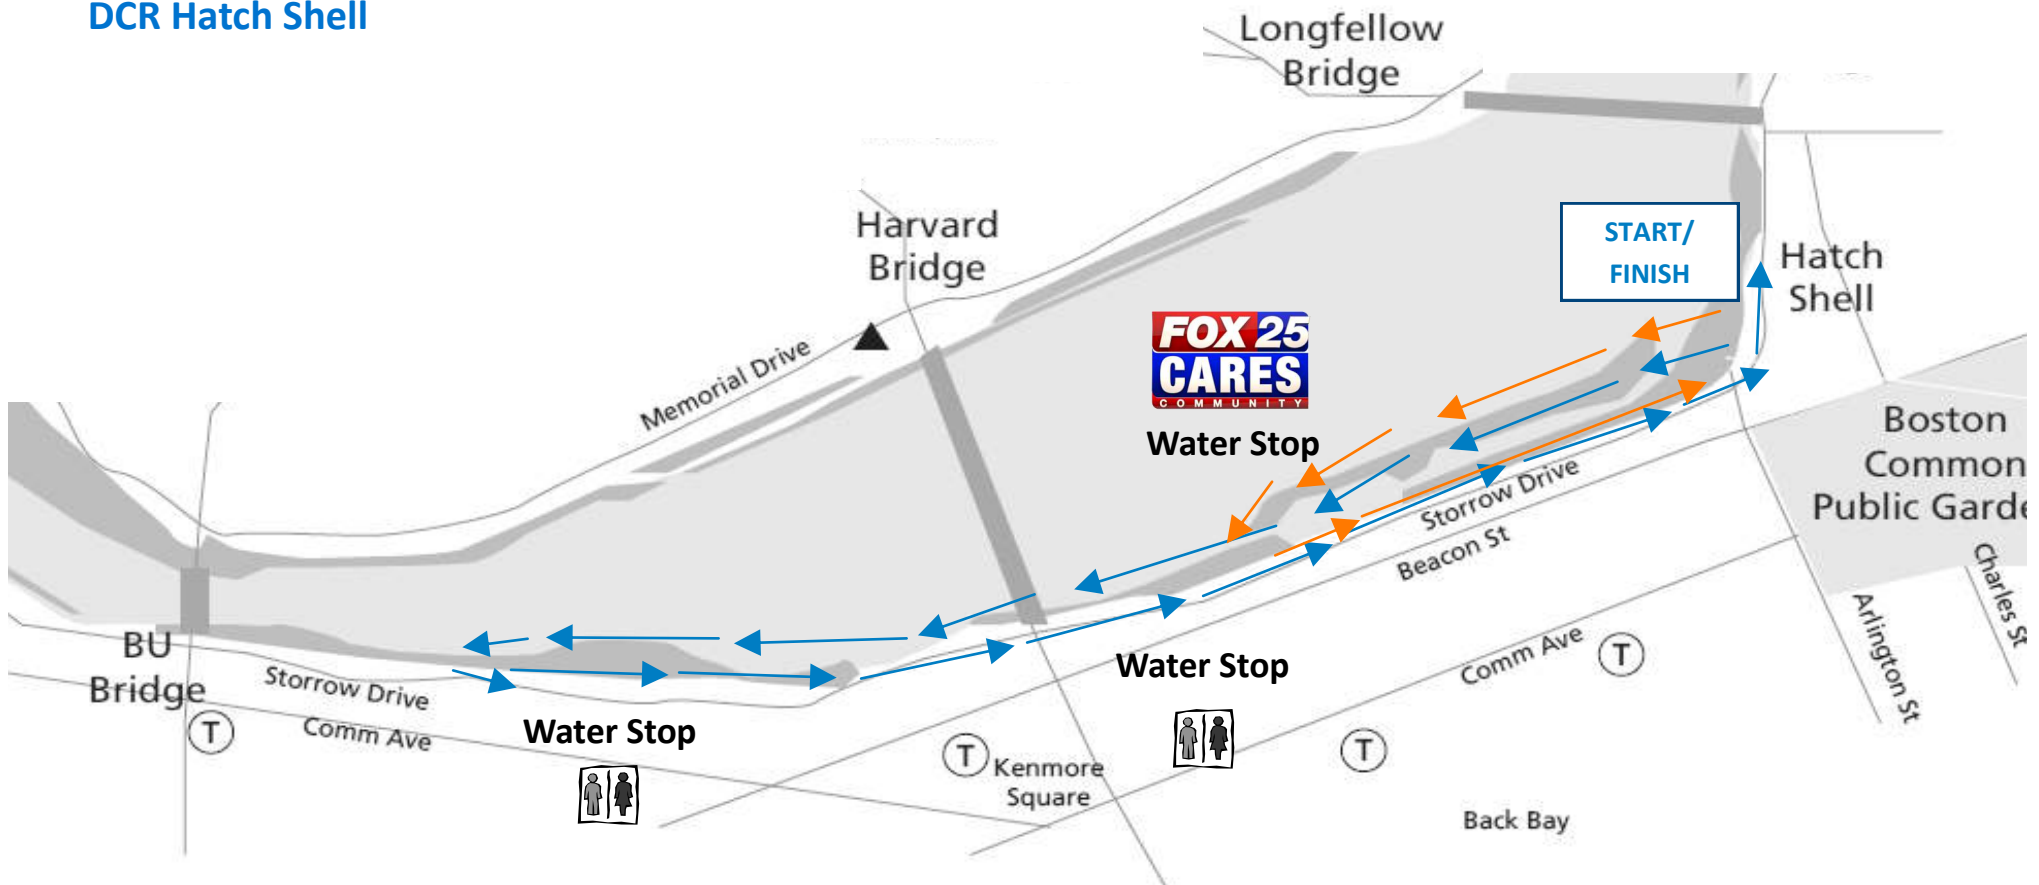 DCR Hatch Shell
Longfellow
Bridge
Harvard
Bridge
START/
FINISH
Hatch
Shell
FOX 25
CARES
COMMUNITY
Memorial Drive
Water Stop
Boston
Common
Public Garde
Storrow Drive
Beacon St
Charles St
Arlington St
BU
Bridge
Storrow Drive
Comm Ave
T
Water Stop
T
Kenmore
Square
Water Stop
Comm Ave
T
T
Back Bay